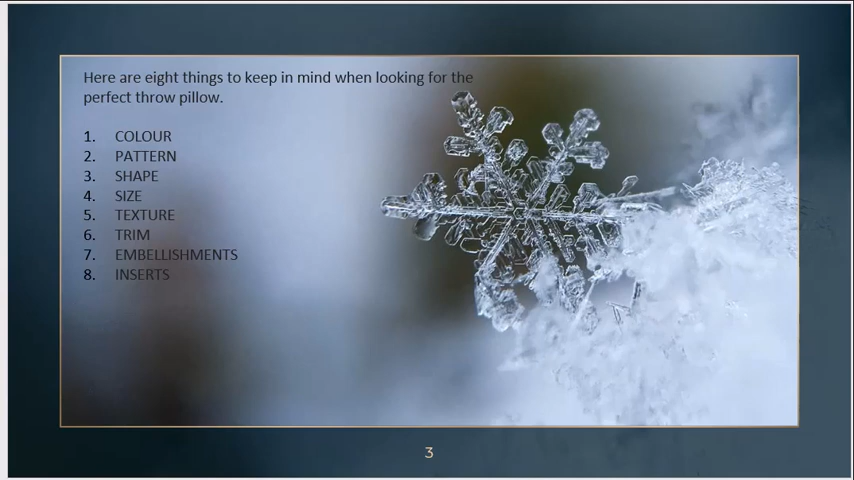 Here are eight things to keep in mind when looking for the
perfect throw pillow.
1. COLOUR
2. PATTERN
3. SHAPE
4. SIZE
5. TEXTURE
6. TRIM
7. EMBELLISHMENTS
8. INSERTS
3